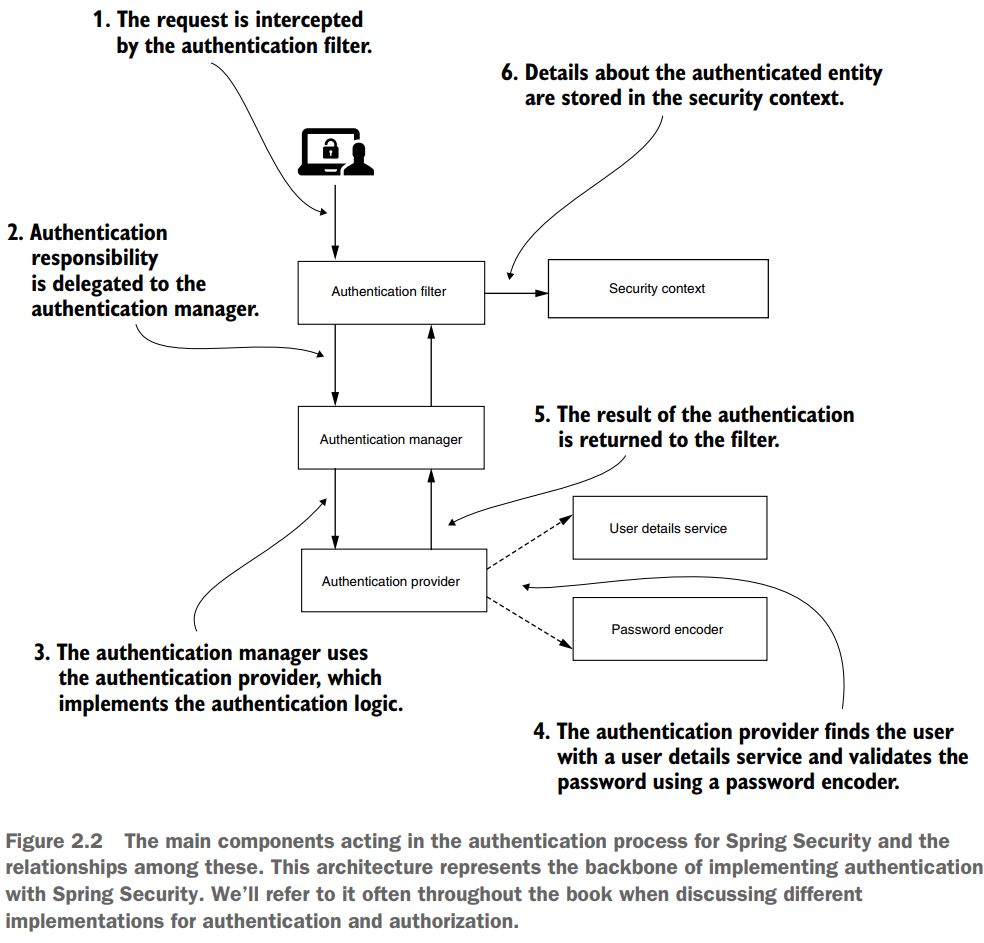 1. The request is intercepted
by the authentication filter.
6. Details about the authenticated entity
are stored in the security context.
2. Authentication
responsibility
is delegated to the
authentication manager.
Authentication filter
Security context
Authentication manager
5. The result of the authentication
is returned to the filter.
User details service
Authentication provider
Password encoder
3. The authentication manager uses
the authentication provider, which
implements the authentication logic.
4. The authentication provider finds the user
with a user details service and validates the
password using a password encoder.
Figure 2.2 The main components acting in the authentication process for Spring Security and the
relationships among these. This architecture represents the backbone of implementing authentication
with Spring Security. We’ll refer to it often throughout the book when discussing different
implementations for authentication and authorization.